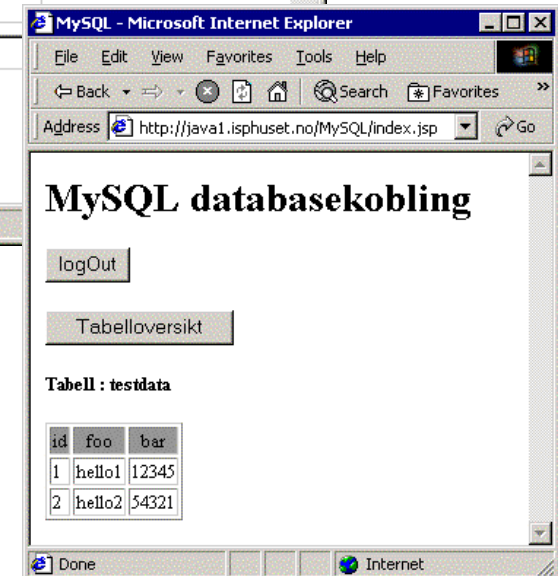 MySQL - Microsoft Internet Explorer
File Edit View Favorites Tools Help
Back Search Favorites »
Address http://java1.isphuset.no/MySQL/index.jsp Go
MySQL databasekobling
logOut
Tabelloversikt
Tabell : testdata
id foo bar
1 hello1 12345
2 hello2 54321
Done Internet